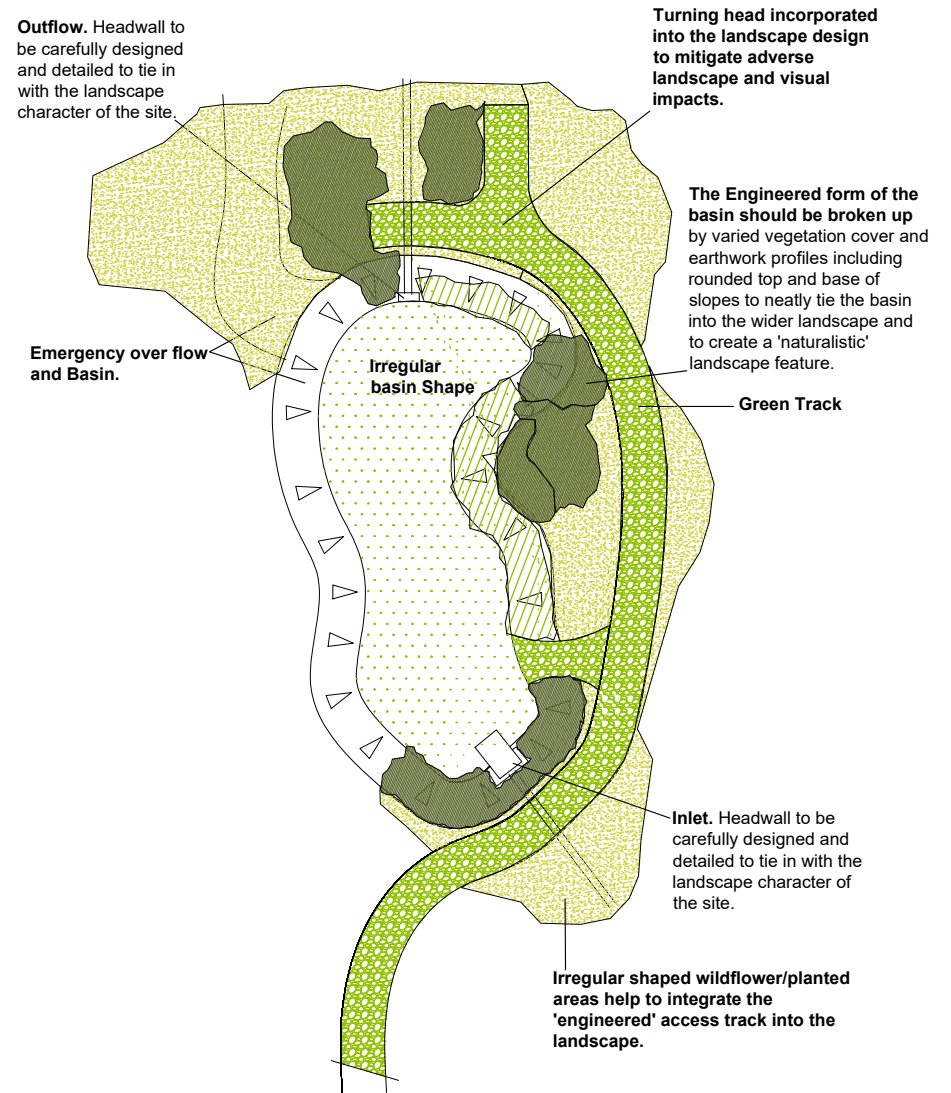 Outflow. Headwall to
be carefully designed
and detailed to tie in
with the landscape
character of the site.
Turning head incorporated
into the landscape design
to mitigate adverse
landscape and visual
impacts.
The Engineered form of the
basin should be broken up
by varied vegetation cover and
earthwork profiles including
rounded top and base of
slopes to neatly tie the basin
into the wider landscape and
to create a 'naturalistic'
landscape feature.
Emergency over flow
and Basin.
Irregular
basin Shape
Green Track
Inlet. Headwall to be
carefully designed and
detailed to tie in with the
landscape character of
the site.
Irregular shaped wildflower/planted
areas help to integrate the
'engineered' access track into the
landscape.